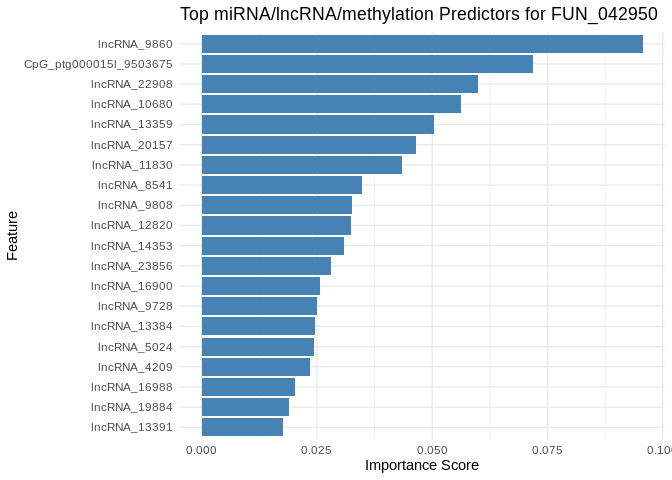 Top miRNA/lncRNA/methylation Predictors for FUN_042950
Feature
lncRNA_9860
CpG_ptg000015l_9503675
lncRNA_22908
lncRNA_10680
lncRNA_13359
lncRNA_20157
lncRNA_11830
lncRNA_8541
lncRNA_9808
lncRNA_12820
lncRNA_14353
lncRNA_23856
lncRNA_16900
lncRNA_9728
lncRNA_13384
lncRNA_5024
lncRNA_4209
lncRNA_16988
lncRNA_19884
lncRNA_13391
0.000 0.025 0.050 0.075 0.10
Importance Score